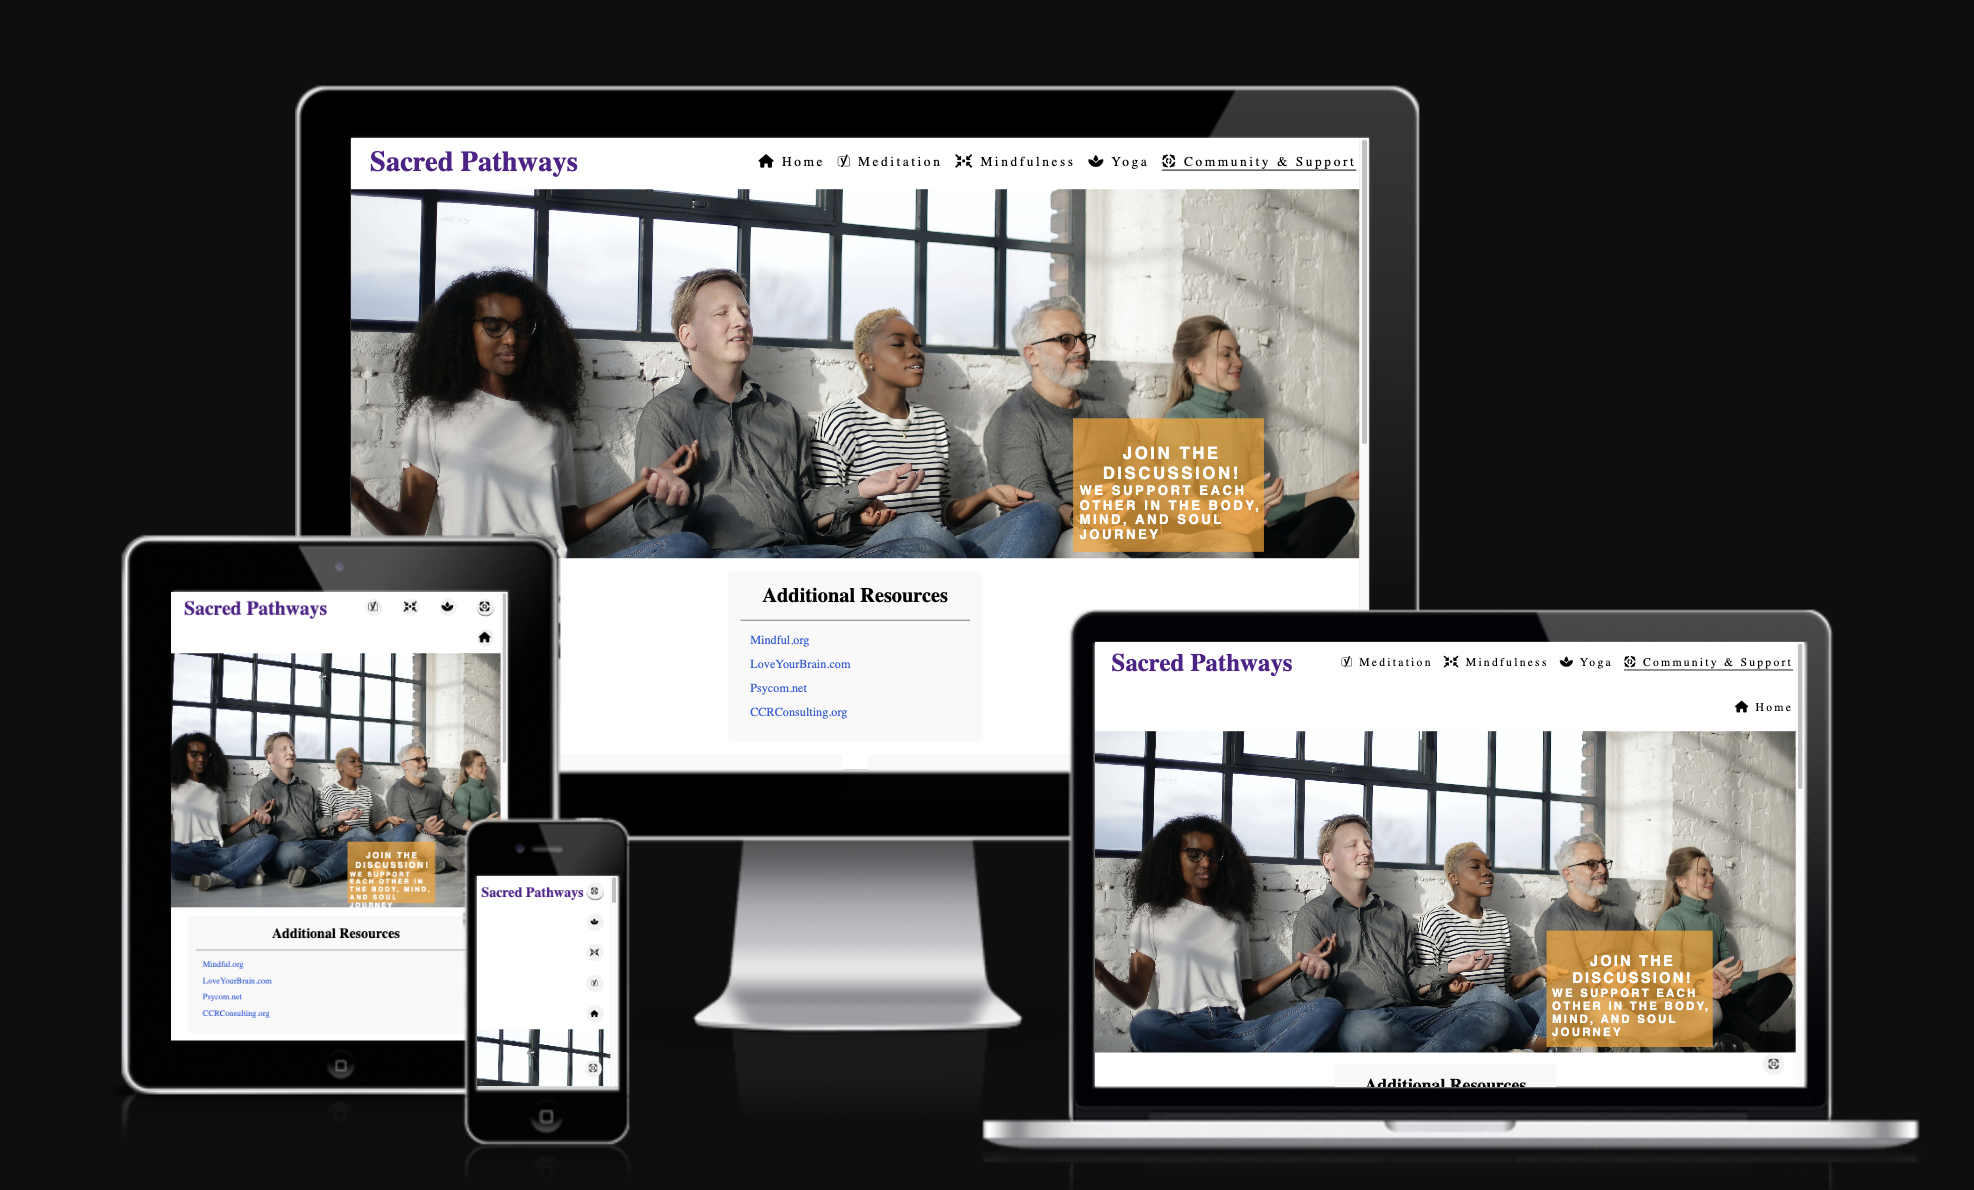 Sacred Pathways
Home Meditation Mindfulness Yoga Community & Support
JOIN THE
DISCUSSION!
WE SUPPORT EACH
OTHER IN THE BODY,
MIND, AND SOUL
JOURNEY
Additional Resources
Mindful.org
LoveYourBrain.com
Psycom.net
CCRConsulting.org
Sacred Pathways
JOIN THE
DISCUSSION!
WE SUPPORT
EACH OTHER IN
THE BODY, MIND,
AND SOUL
JOURNEY
Additional Resources
Mindful.org
LoveYourBrain.com
Psycom.net
CCRConsulting.org
Sacred Pathways
Sacred Pathways
Meditation Mindfulness Yoga Community & Support
Home
JOIN THE
DISCUSSION!
WE SUPPORT EACH
OTHER IN THE BODY,
MIND, AND SOUL
JOURNEY
Additional Resources